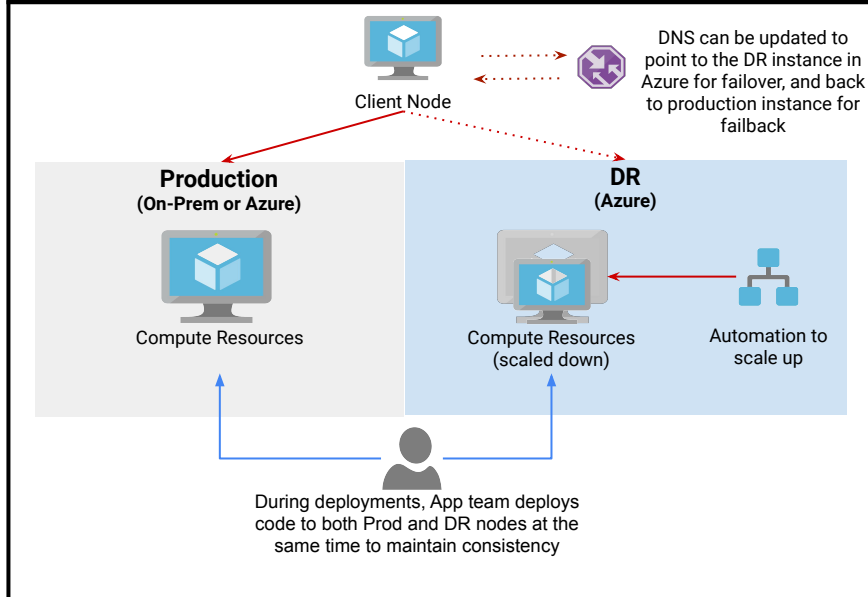 DNS can be updated to
point to the DR instance in
Azure for failover, and back
to production instance for
failback
Client Node
Production
(On-Prem or Azure)
DR
(Azure)
Compute Resources
Compute Resources
(scaled down)
Automation to
scale up
During deployments, App team deploys
code to both Prod and DR nodes at the
same time to maintain consistency